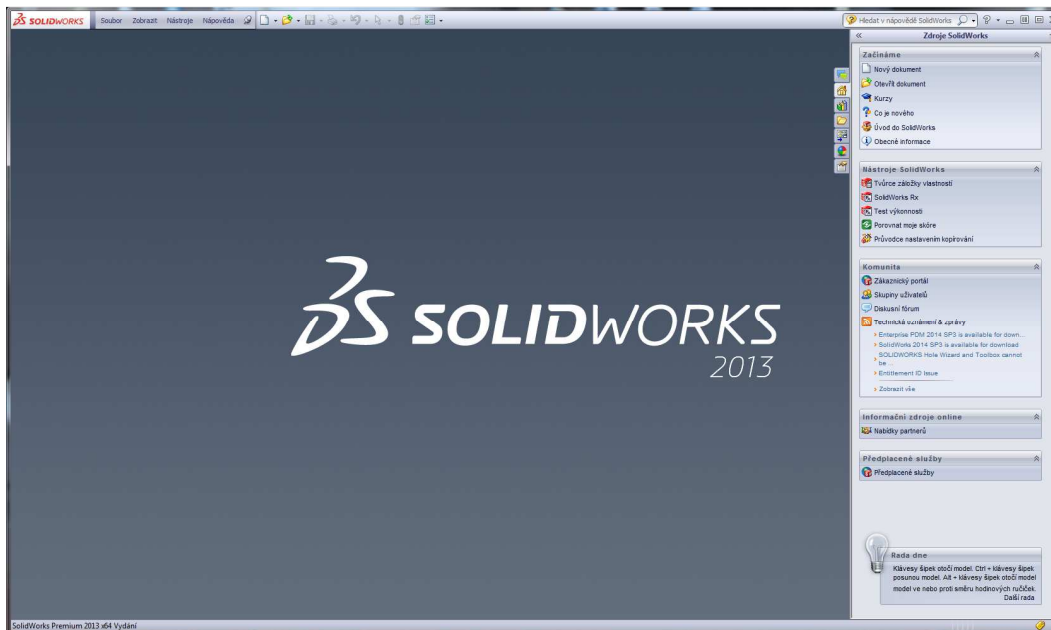 SOLIDWORKS Soubor Zobrazit Nástroje Nápověda
Hledat v nápovědě SolidWorks
Zdroje SolidWorks
Začínáme
Nový dokument
Otevřít dokument
Kurzy
Co je nového
Úvod do SolidWorks
Obecné informace
Nástroje SolidWorks
Tvůrce záložky vlastností
SolidWorks Rx
Test výkonnosti
Porovnat moje skóre
Průvodce nastavením kopírování
Komunita
Zákaznický portál
Skupiny uživatelů
Diskusní fórum
Technická oznámení & zprávy
Enterprise PDM 2014 SP3 is available for down...
SolidWorks 2014 SP3 is available for download
SOLIDWORKS Hole Wizard and Toolbox cannot
be ...
Entitlement ID Issue
Zobrazit vše
Informační zdroje online
Nabídky partnerů
Předplacené služby
Předplacené služby
SOLIDWORKS
2013
Rada dne
Klávesy šipek otočí model. Ctrl + klávesy šipek
posunou model. Alt + klávesy šipek otočí model
model ve nebo proti směru hodinových ručiček.
Další rada
SolidWorks Premium 2013 x64 Vydání